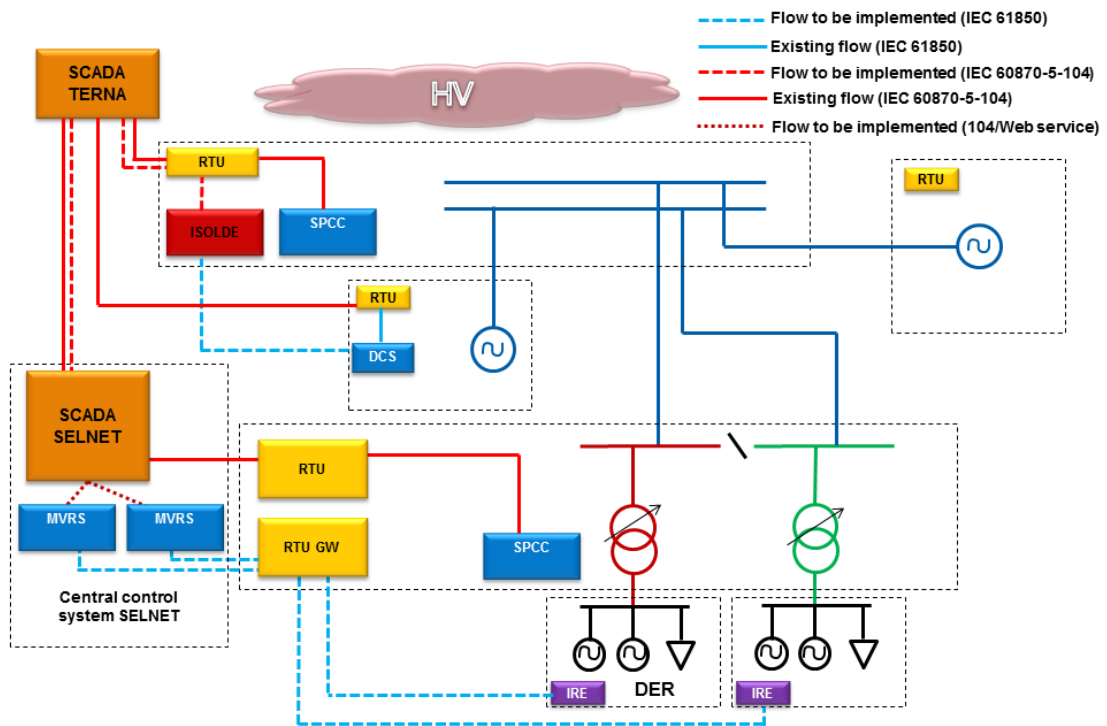 Flow to be implemented (IEC 61850)
Existing flow (IEC 61850)
Flow to be implemented (IEC 60870-5-104)
Existing flow (IEC 60870-5-104)
Flow to be implemented (104/Web service)
SCADA
TERNA
HV
RTU
RTU
ISOLDE
SPCC
RTU
DCS
SCADA
SELNET
RTU
MVRS
MVRS
RTU GW
SPCC
Central control
system SELNET
IRE
DER
IRE